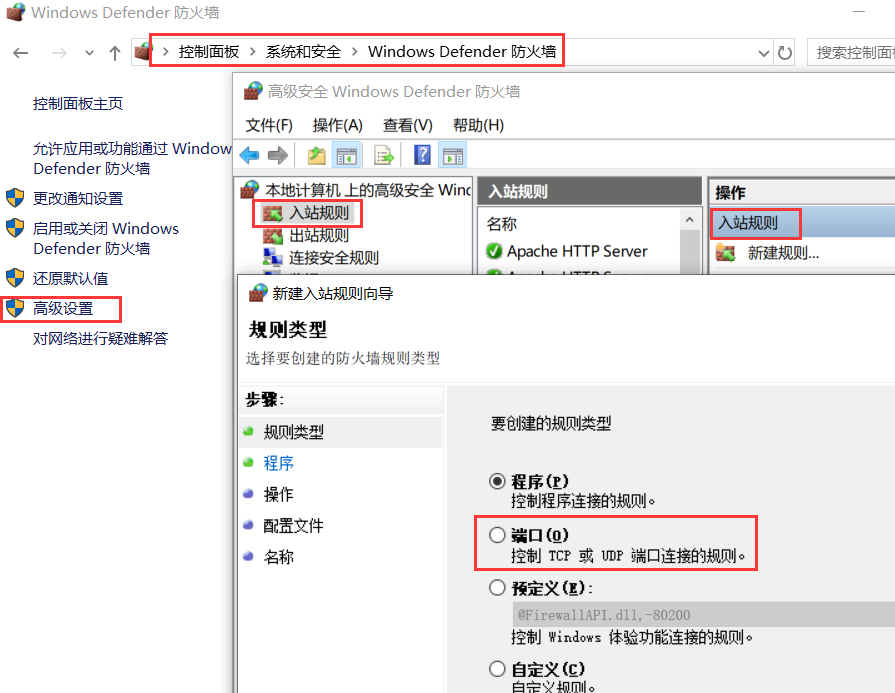 Windows Defender 防火墙
控制面板 > 系统和安全 > Windows Defender 防火墙
搜索控制面板
控制面板主页
允许应用或功能通过 Window
Defender 防火墙
更改通知设置
启用或关闭 Windows
Defender 防火墙
还原默认值
高级设置
对网络进行疑难解答
高级安全 Windows Defender 防火墙
文件(F) 操作(A) 查看(V) 帮助(H)
本地计算机 上的高级安全 Winc
入站规则
出站规则
连接安全规则
入站规则
名称
Apache HTTP Server
Apache HTTP Server
操作
入站规则
新建规则...
新建入站规则向导
规则类型
选择要创建的防火墙规则类型
步骤:
规则类型
程序
操作
配置文件
名称
要创建的规则类型
程序(P)
控制程序连接的规则。
端口(O)
控制 TCP 或 UDP 端口连接的规则。
预定义(E):
@FirewallAPI.dll,-80200
控制 Windows 体验功能连接的规则。
自定义(C)
自定义规则。